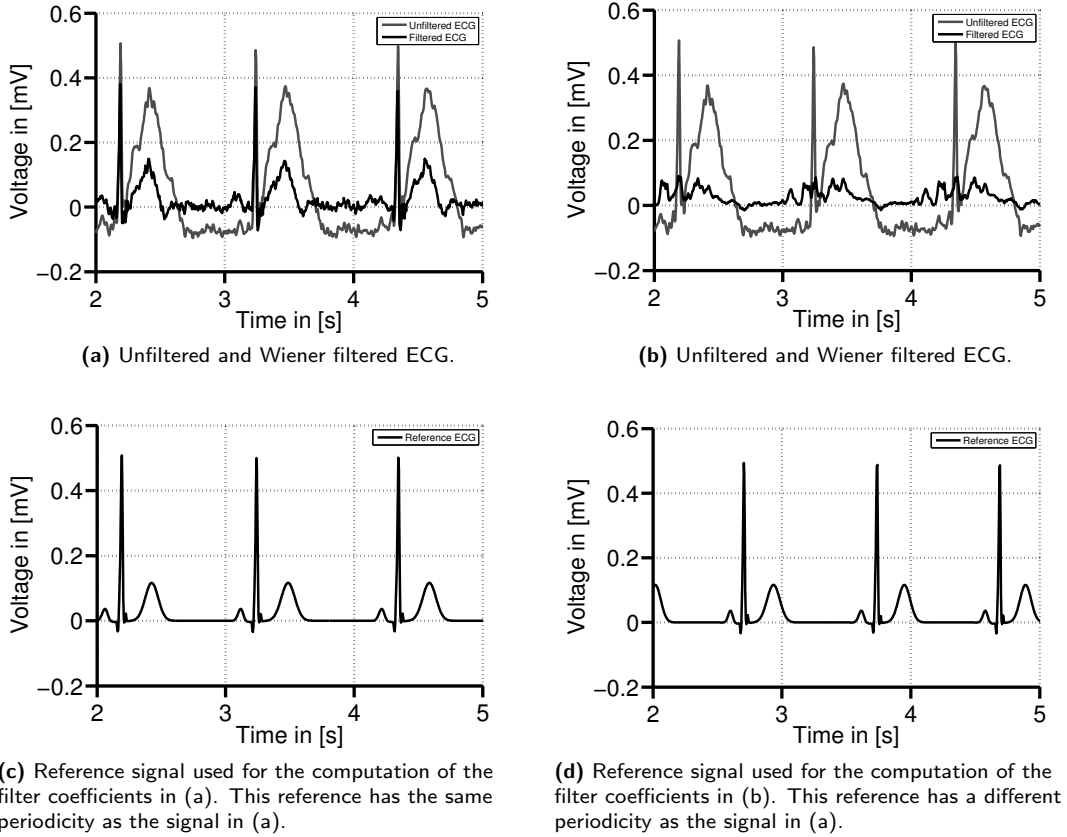 Unfiltered ECG
Filtered ECG
0.6
0.4
0.2
0
−0.2
Voltage in [mV]
2 3 4 5
Time in [s]
(a) Unfiltered and Wiener filtered ECG.
Unfiltered ECG
Filtered ECG
0.6
0.4
0.2
0
−0.2
Voltage in [mV]
2 3 4 5
Time in [s]
(b) Unfiltered and Wiener filtered ECG.
Reference ECG
0.6
0.4
0.2
0
−0.2
Voltage in [mV]
2 3 4 5
Time in [s]
(c) Reference signal used for the computation of the
filter coefficients in (a). This reference has the same
periodicity as the signal in (a).
Reference ECG
0.6
0.4
0.2
0
−0.2
Voltage in [mV]
2 3 4 5
Time in [s]
(d) Reference signal used for the computation of the
filter coefficients in (b). This reference has a different
periodicity as the signal in (a).